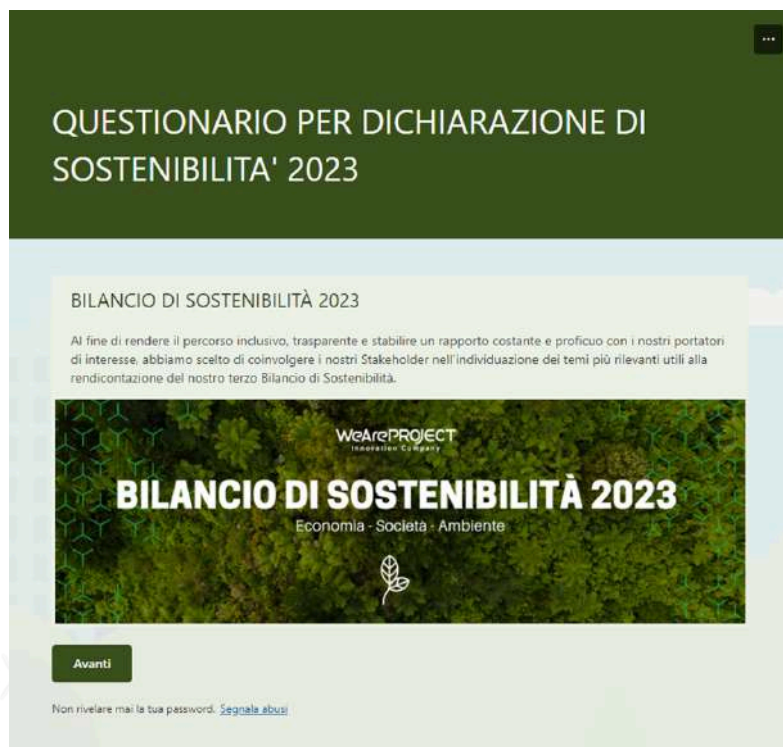 QUESTIONARIO PER DICHIARAZIONE DI
SOSTENIBILITA' 2023
BILANCIO DI SOSTENIBILITÀ 2023
Al fine di rendere il percorso inclusivo, trasparente e stabilire un rapporto costante e proficuo con i nostri portatori
di interesse, abbiamo scelto di coinvolgere i nostri Stakeholder nell'individuazione dei temi più rilevanti utili alla
rendicontazione del nostro terzo Bilancio di Sostenibilità.
WeArePROJECT
Innovation Company
BILANCIO DI SOSTENIBILITÀ 2023
Economia - Società - Ambiente
Avanti
Non rivelare mai la tua password. Segnala abusi